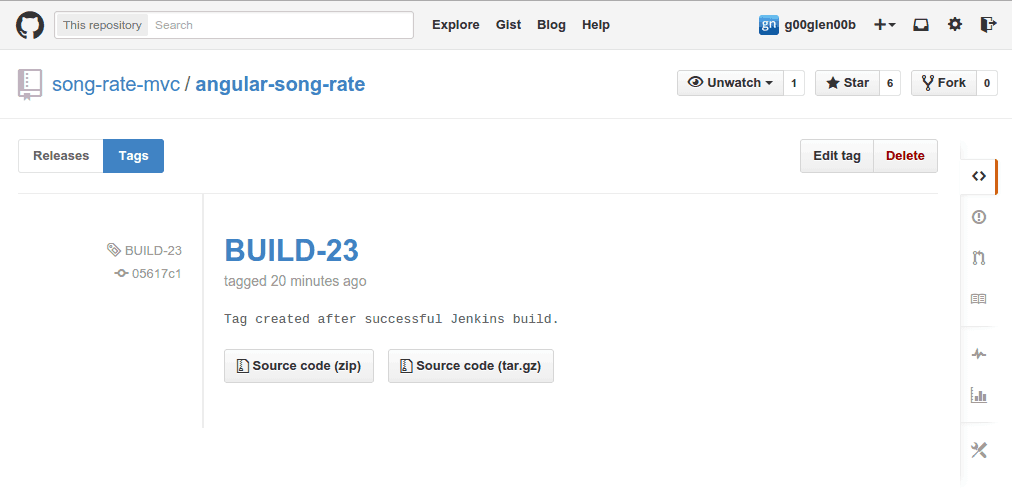 This repository Search Explore Gist Blog Help gn g00glen00b
song-rate-mvc / angular-song-rate Unwatch 1 Star 6 Fork 0
Releases Tags Edit tag Delete
BUILD-23
05617c1
BUILD-23
tagged 20 minutes ago
Tag created after successful Jenkins build.
Source code (zip) Source code (tar.gz)